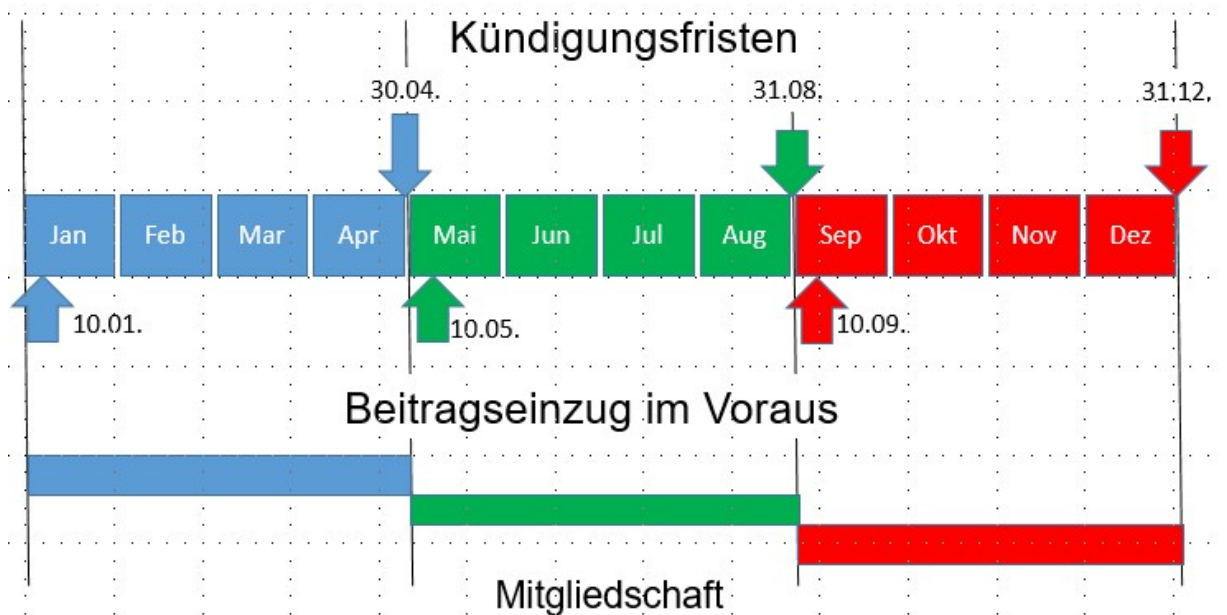 Kündigungsfristen
30.04. 31.08. 31.12.
Jan Feb Mar Apr Mai Jun Jul Aug Sep Okt Nov Dez
10.01. 10.05. 10.09.
Beitragseinzug im Voraus
Mitgliedschaft